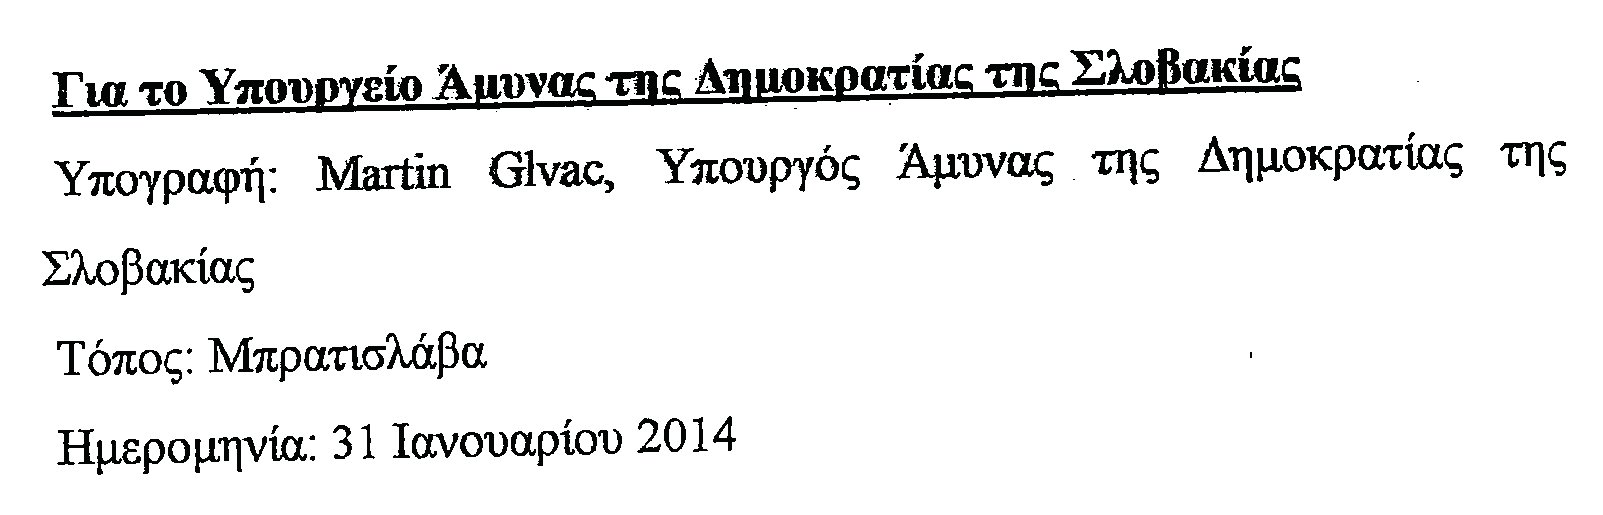 Για το Υπουργείο Άμυνας της Δημοκρατίας της Σλοβακίας
Υπογραφή: Martin Glvac, Υπουργός Άμυνας της Δημοκρατίας της
Σλοβακίας
Τόπος: Μπρατισλάβα
Ημερομηνία: 31 Ιανουαρίου 2014